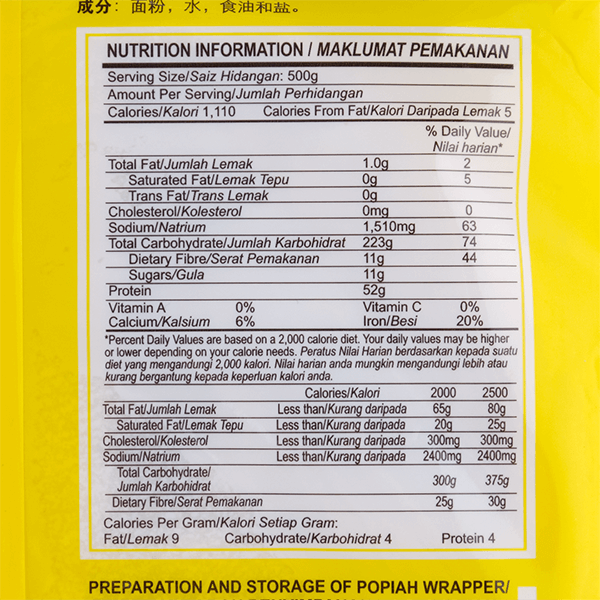 成分：面粉，水，食油和盐。
NUTRITION INFORMATION / MAKLUMAT PEMAKANAN
Serving Size/Saiz Hidangan: 500g
Amount Per Serving/Jumlah Perhidangan
Calories/Kalori 1,110 Calories From Fat/Kalori Daripada Lemak 5
% Daily Value/
Nilai harian*
Total Fat/Jumlah Lemak 1.0g 2
Saturated Fat/Lemak Tepu 0g 5
Trans Fat/Trans Lemak 0g
Cholesterol/Kolesterol 0mg 0
Sodium/Natrium 1,510mg 63
Total Carbohydrate/Jumlah Karbohidrat 223g 74
Dietary Fibre/Serat Pemakanan 11g 44
Sugars/Gula 11g
Protein 52g
Vitamin A 0% Vitamin C 0%
Calcium/Kalsium 6% Iron/Besi 20%
*Percent Daily Values are based on a 2,000 calorie diet. Your daily values may be higher
or lower depending on your calorie needs. Peratus Nilai Harian berdasarkan kepada suatu
diet yang mengandungi 2,000 kalori. Nilai harian anda mungkin mengandungi lebih atau
kurang bergantung kepada keperluan kalori anda.
Calories/Kalori 2000 2500
Total Fat/Jumlah Lemak Less than/Kurang daripada 65g 80g
Saturated Fat/Lemak Tepu Less than/Kurang daripada 20g 25g
Cholesterol/Kolesterol Less than/Kurang daripada 300mg 300mg
Sodium/Natrium Less than/Kurang daripada 2400mg 2400mg
Total Carbohydrate/
Jumlah Karbohidrat 300g 375g
Dietary Fibre/Serat Pemakanan 25g 30g
Calories Per Gram/Kalori Setiap Gram:
Fat/Lemak 9 Carbohydrate/Karbohidrat 4 Protein 4
PREPARATION AND STORAGE OF POPIAH WRAPPER/